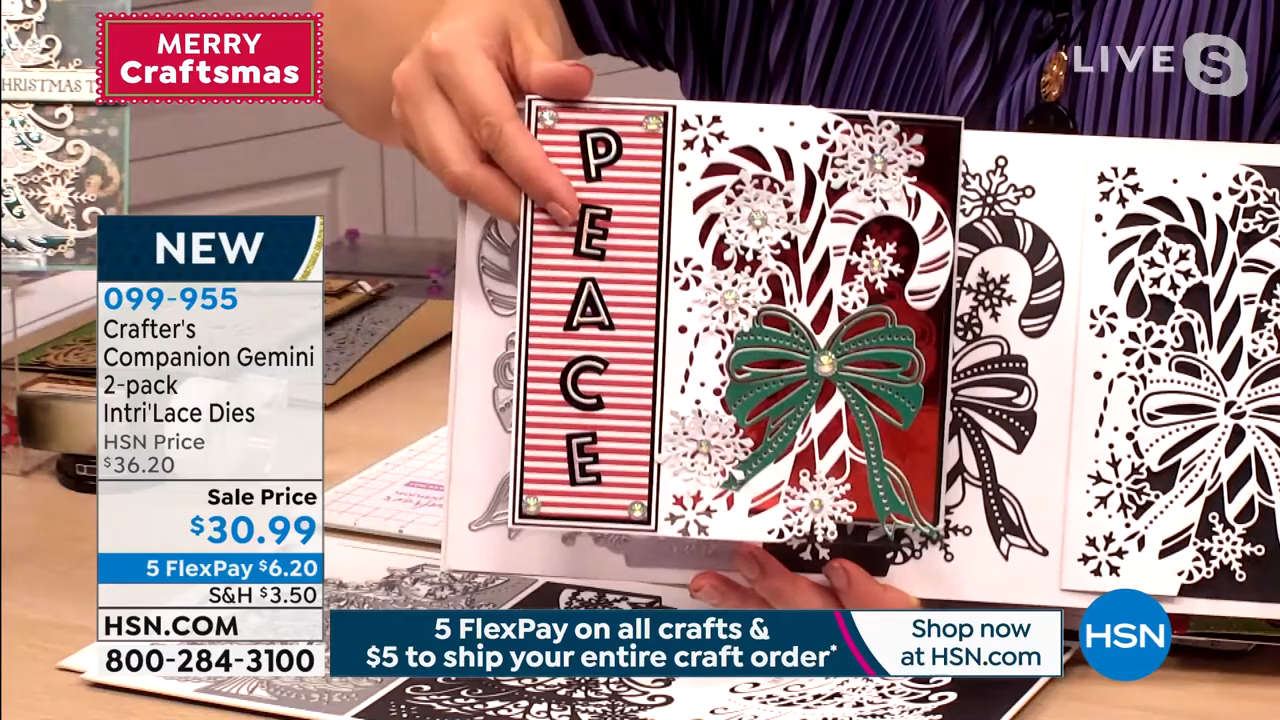 MERRY
Craftsmas
LIVE S
CHRISTMAS T
PEACE
NEW
099-955
Crafter's
Companion Gemini
2-pack
Intri'Lace Dies
HSN Price
$36.20
Sale Price
$30.99
5 FlexPay $6.20
S&H $3.50
HSN.COM
800-284-3100
5 FlexPay on all crafts &
$5 to ship your entire craft order*
Shop now
at HSN.com
HSN